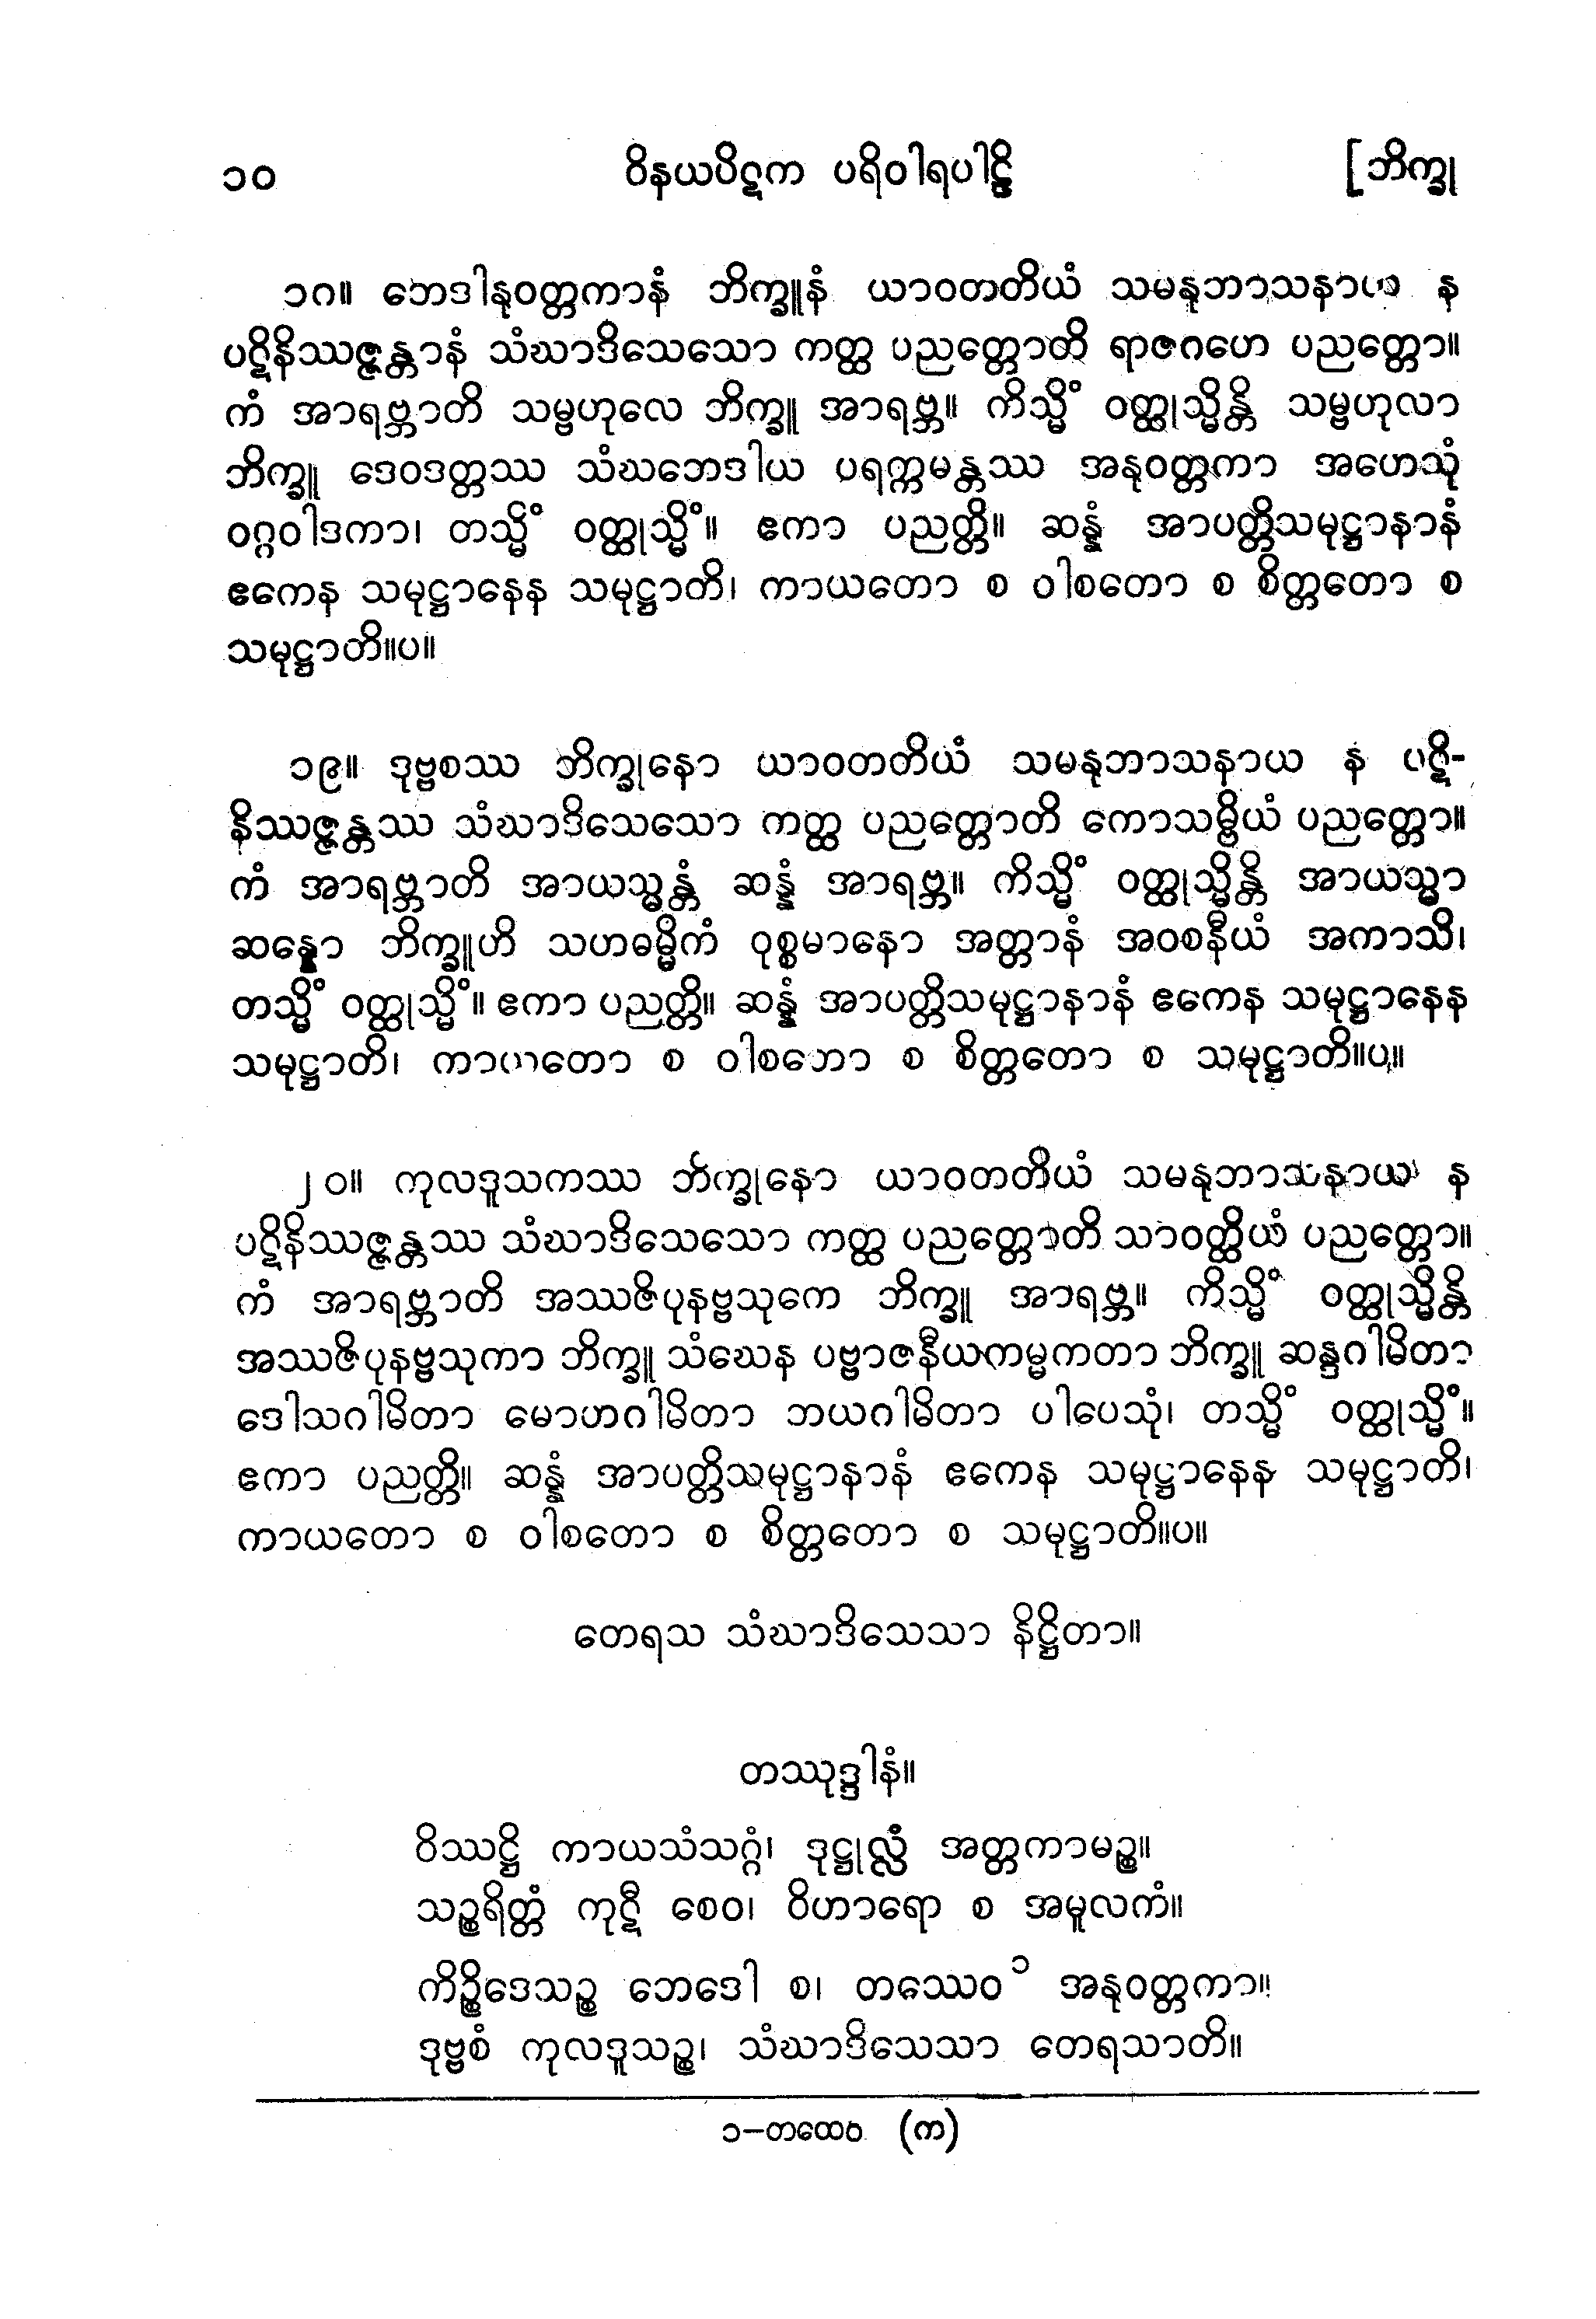 ၁၀ ဝိနယပိဋက ပရိဝါရပါဠိ [ဘိက္ခု
၁၈။ ဘေဒါနုဝတ္တကာနံ ဘိက္ခူနံ ယာဝတတိယံ သမနုဘာသနာယ န
ပဋိနိဿဇ္ဇန္တာနံ သံဃာဒိသေသော ကတ္ထ ပညတ္တောတိ ရာဇဂဟေ ပညတ္တော။
ကံ အာရဗ္ဘာတိ သမ္ဗဟုလေ ဘိက္ခူ အာရဗ္ဘ။ ကိသ္မိံ ဝတ္ထုသ္မိန္တိ သမ္ဗဟုလာ
ဘိက္ခူ ဒေဝဒတ္တဿ သံဃဘေဒါယ ပရက္ကမန္တဿ အနုဝတ္တကာ အဟေသုံ
ဝဂ္ဂဝါဒကာ၊ တသ္မိံ ဝတ္ထုသ္မိံ။ ဧကာ ပညတ္တိ။ ဆန္နံ အာပတ္တိသမုဋ္ဌာနာနံ
ဧကေန သမုဋ္ဌာနေန သမုဋ္ဌာတိ၊ ကာယတော စ ဝါစတော စ စိတ္တတော စ
သမုဋ္ဌာတိ။ပ။
၁၉။ ဒုဗ္ဗစဿ ဘိက္ခုနော ယာဝတတိယံ သမနုဘာသနာယ န ပဋိ-
နိဿဇ္ဇန္တဿ သံဃာဒိသေသော ကတ္ထ ပညတ္တောတိ ကောသမ္ဗိယံ ပညတ္တော။
ကံ အာရဗ္ဘာတိ အာယသ္မန္တံ ဆန္နံ အာရဗ္ဘ။ ကိသ္မိံ ဝတ္ထုသ္မိန္တိ အာယသ္မာ
ဆန္နော ဘိက္ခူဟိ သဟဓမ္မိကံ ဝုစ္စမာနော အတ္တာနံ အဝစနီယံ အကာသိ၊
တသ္မိံ ဝတ္ထုသ္မိံ။ ဧကာ ပညတ္တိ။ ဆန္နံ အာပတ္တိသမုဋ္ဌာနာနံ ဧကေန သမုဋ္ဌာနေန
သမုဋ္ဌာတိ၊ ကာယတော စ ဝါစတော စ စိတ္တတော စ သမုဋ္ဌာတိ။ပ။
၂၀။ ကုလဒူသကဿ ဘိက္ခုနော ယာဝတတိယံ သမနုဘာသနာယ န
ပဋိနိဿဇ္ဇန္တဿ သံဃာဒိသေသော ကတ္ထ ပညတ္တောတိ သာဝတ္ထိယံ ပညတ္တော။
ကံ အာရဗ္ဘာတိ အဿဇိပုနဗ္ဗသုကေ ဘိက္ခူ အာရဗ္ဘ။ ကိသ္မိံ ဝတ္ထုသ္မိန္တိ
အဿဇိပုနဗ္ဗသုကာ ဘိက္ခူ သံဃေန ပဗ္ဗာဇနီယကမ္မကတာ ဘိက္ခူ ဆန္ဒဂါမိတာ
ဒေါသဂါမိတာ မောဟဂါမိတာ ဘယဂါမိတာ ပါပေသုံ၊ တသ္မိံ ဝတ္ထုသ္မိံ။
ဧကာ ပညတ္တိ။ ဆန္နံ အာပတ္တိသမုဋ္ဌာနာနံ ဧကေန သမုဋ္ဌာနေန သမုဋ္ဌာတိ၊
ကာယတော စ ဝါစတော စ စိတ္တတော စ သမုဋ္ဌာတိ။ပ။
တေရသ သံဃာဒိသေသာ နိဋ္ဌိတာ။
တဿုဒ္ဒါနံ။
ဝိဿဋ္ဌိ ကာယသံသဂ္ဂံ၊ ဒုဋ္ဌုလ္လံ အတ္တကာမဉ္စ။
သဉ္စရိတ္တံ ကုဋီ စေဝ၊ ဝိဟာရော စ အမူလကံ။
ကိဉ္စိဒေသဉ္စ ဘေဒေါ စ၊ တဿေဝ ၁ အနုဝတ္တကာ။
ဒုဗ္ဗစံ ကုလဒူသဉ္စ၊ သံဃာဒိသေသာ တေရသာတိ။
၁-တထေဝ (က)